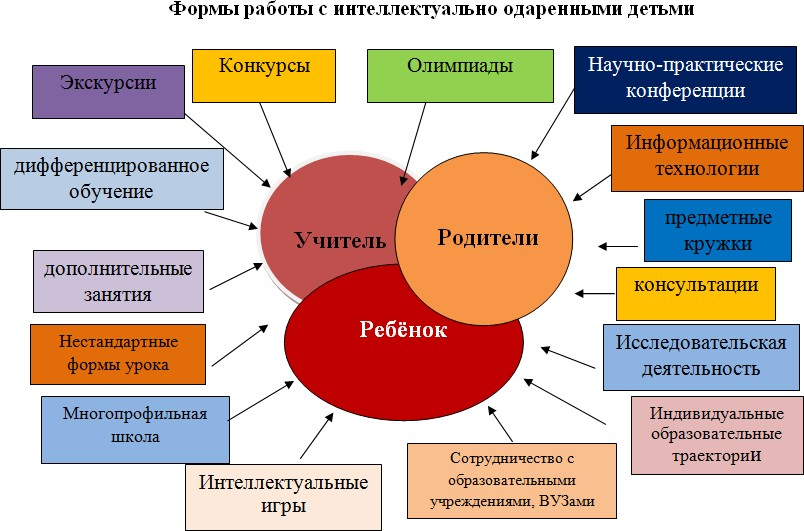 Формы работы с интеллектуально одаренными детьми
Экскурсии
Конкурсы
Олимпиады
Научно-практические
конференции
дифференцированное
обучение
Информационные
технологии
Учитель
Родители
предметные
кружки
дополнительные
занятия
консультации
Ребёнок
Нестандартные
формы урока
Исследовательская
деятельность
Многопрофильная
школа
Индивидуальные
образовательные
траектории
Интеллектуальные
игры
Сотрудничество с
образовательными
учреждениями, ВУЗами